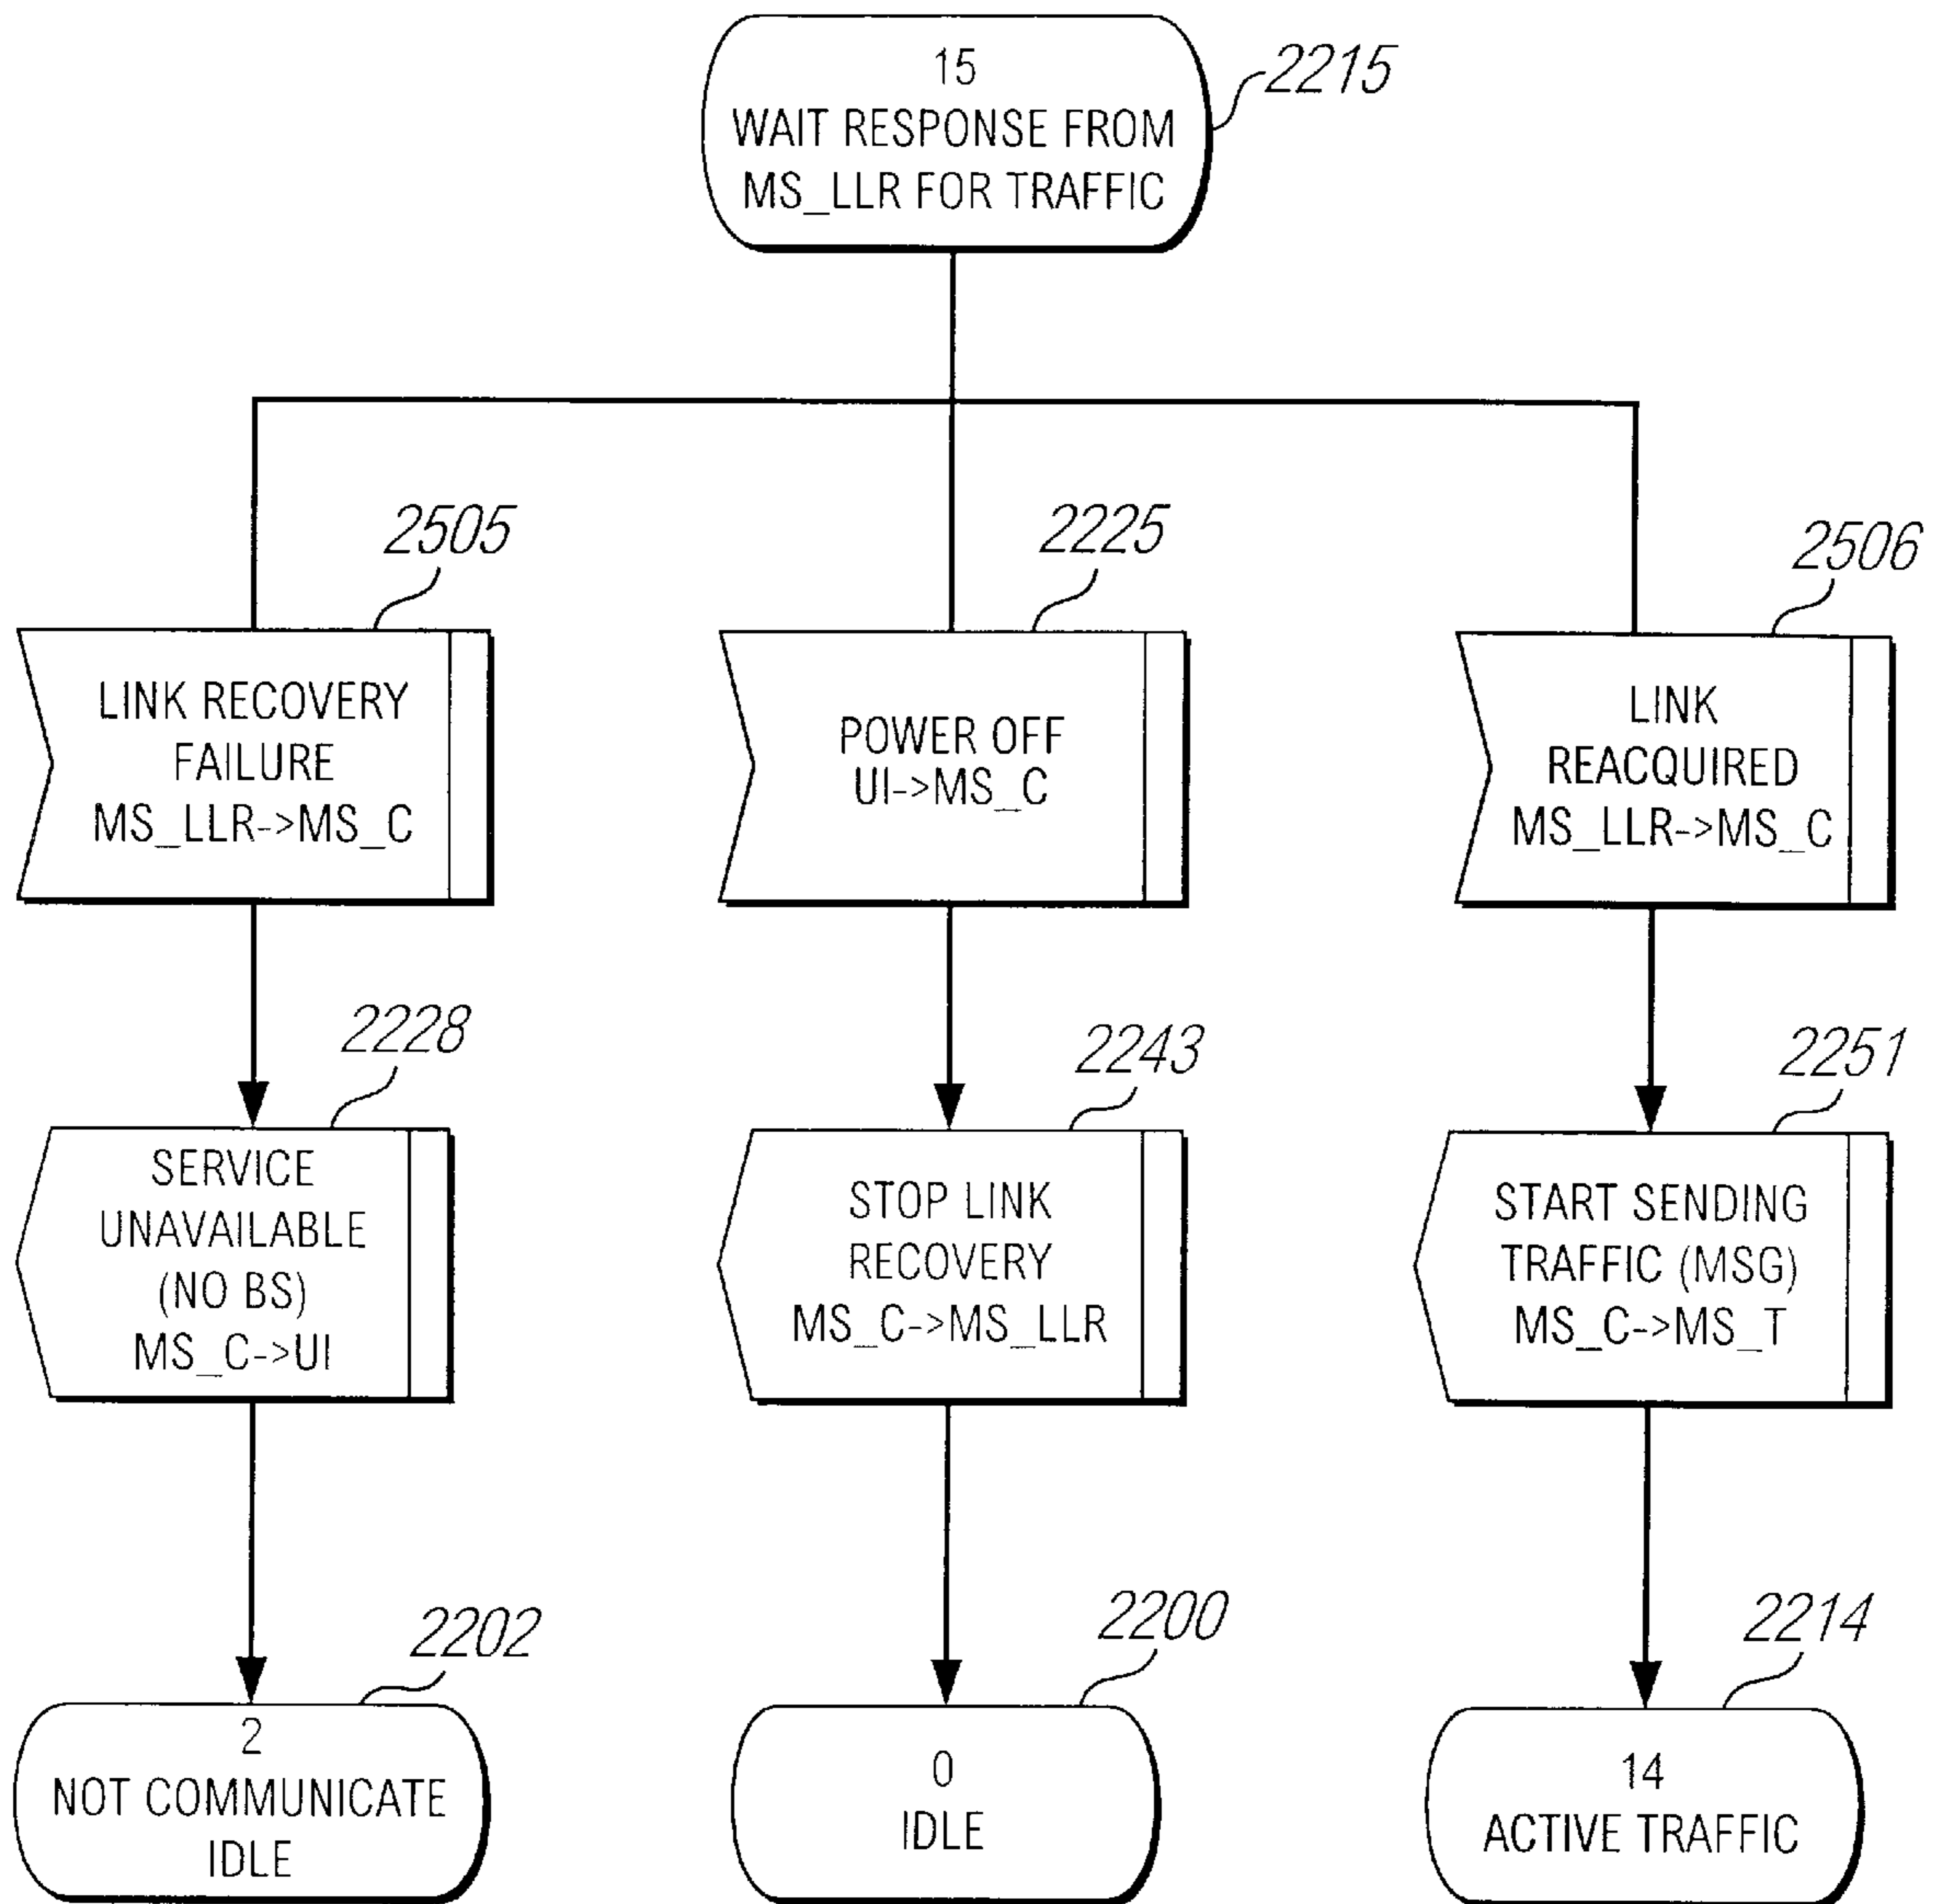 15
WAIT RESPONSE FROM
MS_LLR FOR TRAFFIC
2215
2505
LINK RECOVERY
FAILURE
MS_LLR->MS_C
2225
POWER OFF
UI->MS_C
2506
LINK
REACQUIRED
MS_LLR->MS_C
2228
SERVICE
UNAVAILABLE
(NO BS)
MS_C->UI
2243
STOP LINK
RECOVERY
MS_C->MS_LLR
2251
START SENDING
TRAFFIC (MSG)
MS_C->MS_T
2202
2
NOT COMMUNICATE
IDLE
2200
0
IDLE
2214
14
ACTIVE TRAFFIC